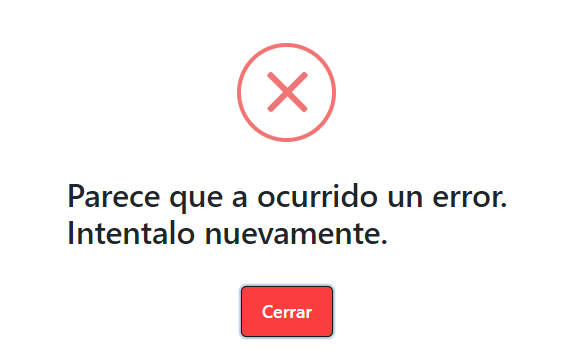 Parece que a ocurrido un error.
Intentalo nuevamente.
Cerrar